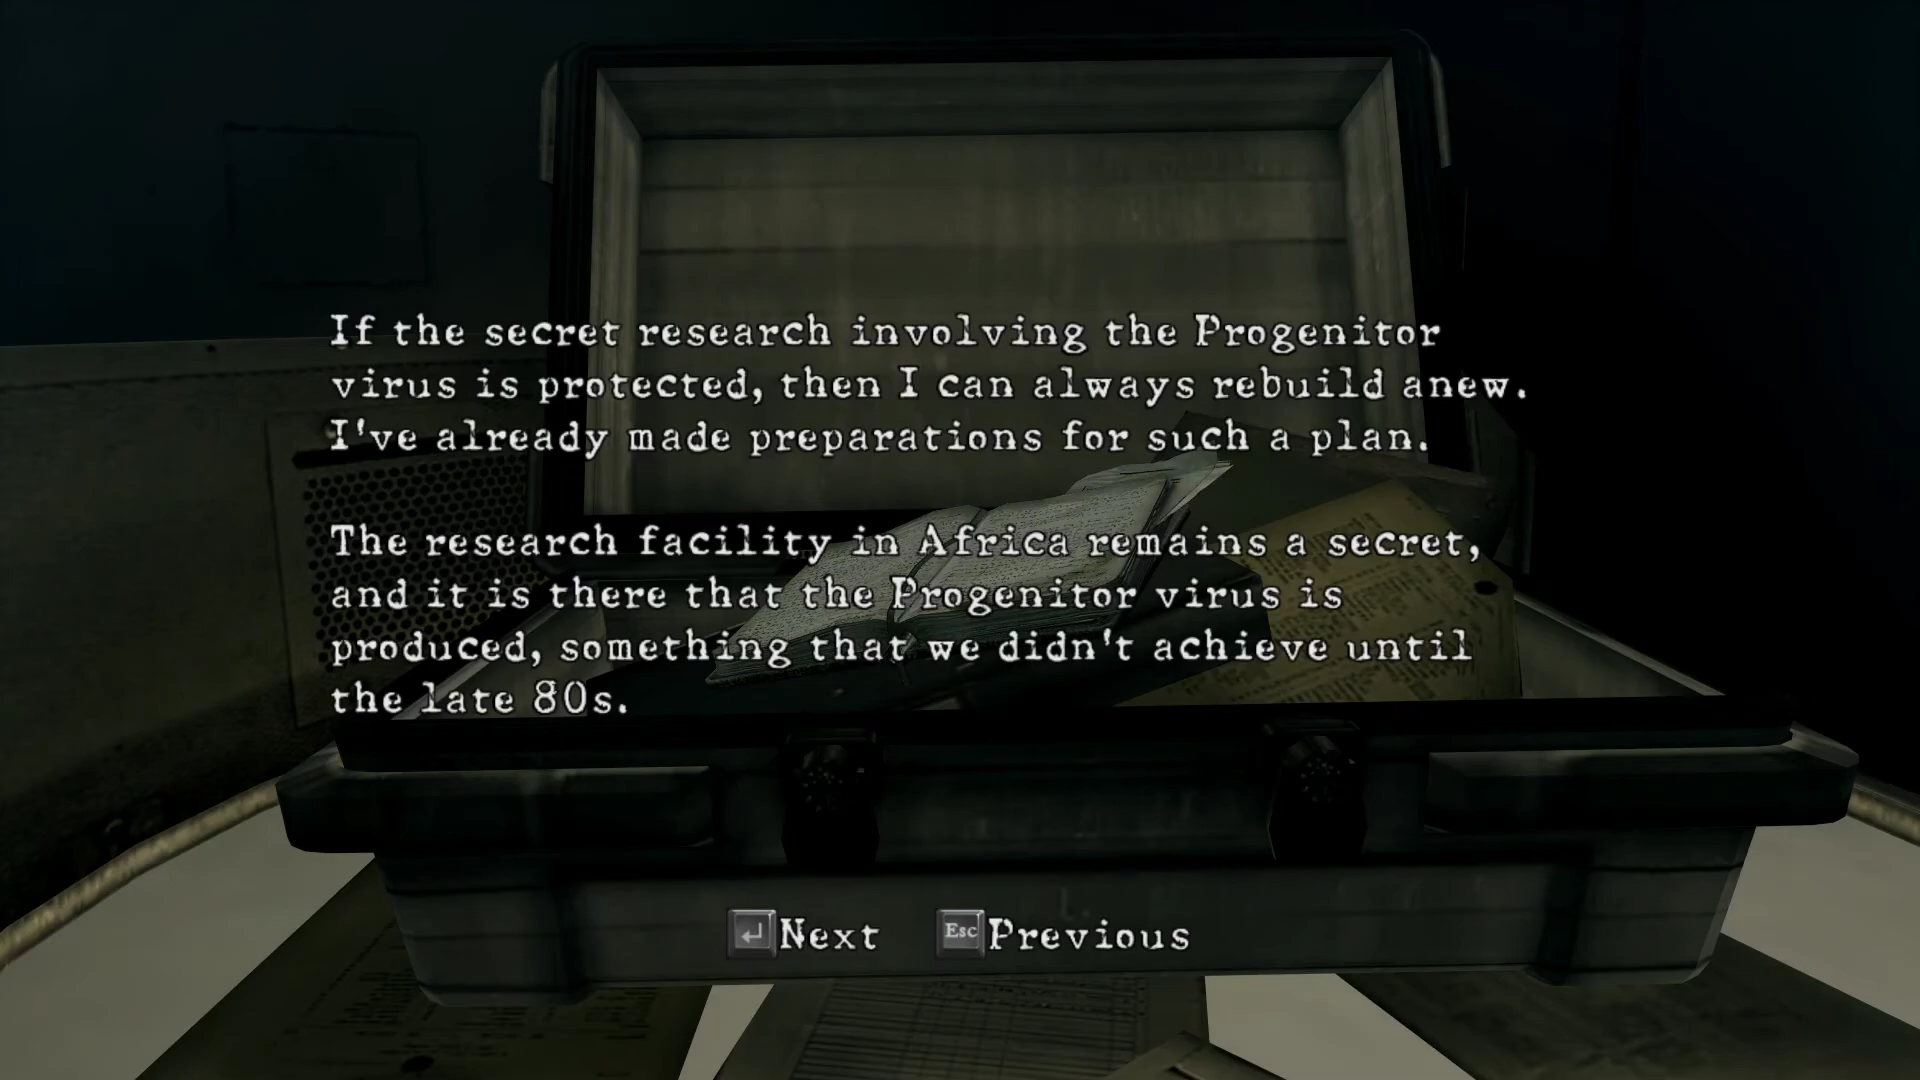 If the secret research involving the Progenitor
virus is protected, then I can always rebuild anew.
I've already made preparations for such a plan.
The research facility in Africa remains a secret,
and it is there that the Progenitor virus is
produced, something that we didn't achieve until
the late 80s.
Next Esc Previous